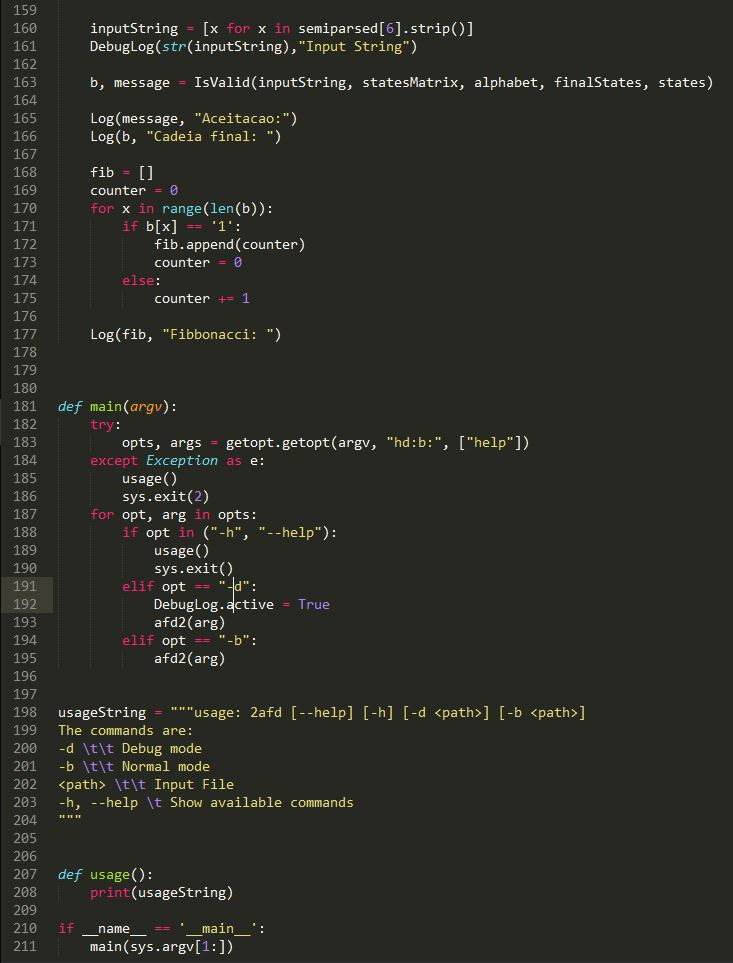 159
160 inputString = [x for x in semiparsed[6].strip()]
161 DebugLog(str(inputString),"Input String")
162
163 b, message = IsValid(inputString, statesMatrix, alphabet, finalStates, states)
164
165 Log(message, "Aceitacao:")
166 Log(b, "Cadeia final: ")
167
168 fib = []
169 counter = 0
170 for x in range(len(b)):
171 if b[x] == '1':
172 fib.append(counter)
173 counter = 0
174 else:
175 counter += 1
176
177 Log(fib, "Fibbonacci: ")
178
179
180
181 def main(argv):
182 try:
183 opts, args = getopt.getopt(argv, "hd:b:", ["help"])
184 except Exception as e:
185 usage()
186 sys.exit(2)
187 for opt, arg in opts:
188 if opt in ("-h", "--help"):
189 usage()
190 sys.exit()
191 elif opt == "-d":
192 DebugLog.active = True
193 afd2(arg)
194 elif opt == "-b":
195 afd2(arg)
196
197
198 usageString = """usage: 2afd [--help] [-h] [-d <path>] [-b <path>]
199 The commands are:
200 -d \t\t Debug mode
201 -b \t\t Normal mode
202 <path> \t\t Input File
203 -h, --help \t Show available commands
204 """
205
206
207 def usage():
208 print(usageString)
209
210 if __name__ == '__main__':
211 main(sys.argv[1:])